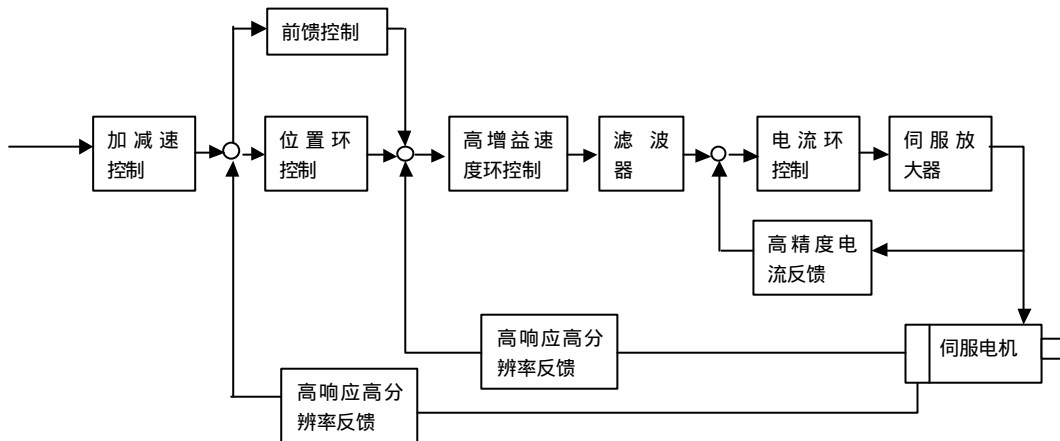 前馈控制
加减速
控制
位置环
控制
高增益速
度环控制
滤波
器
电流环
控制
伺服放
大器
高精度电
流反馈
高响应高分
辨率反馈
伺服电机
高响应高分
辨率反馈